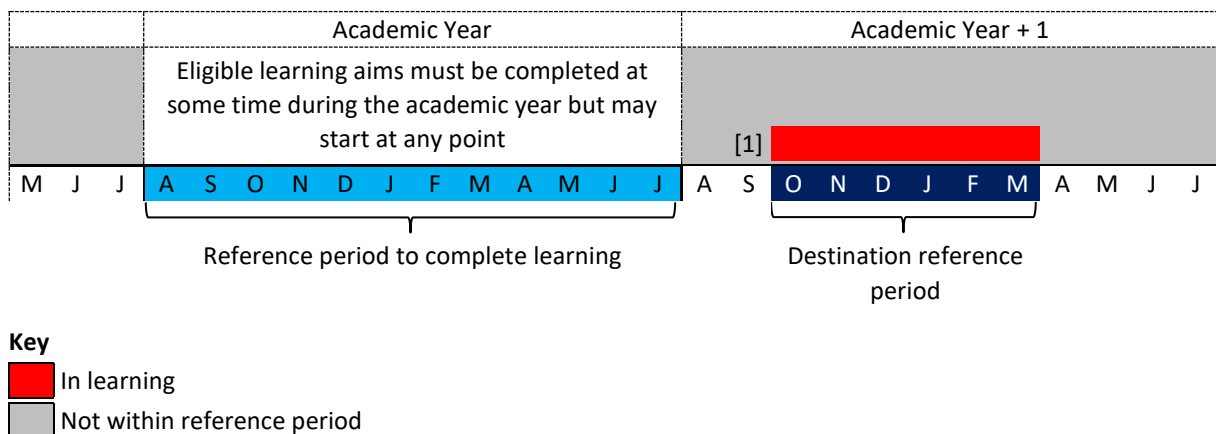 Academic Year Academic Year + 1
Eligible learning aims must be completed at
some time during the academic year but may
start at any point
[1]
M J J A S O N D J F M A M J J A S O N D J F M A M J J
Reference period to complete learning Destination reference
period
Key
In learning
Not within reference period